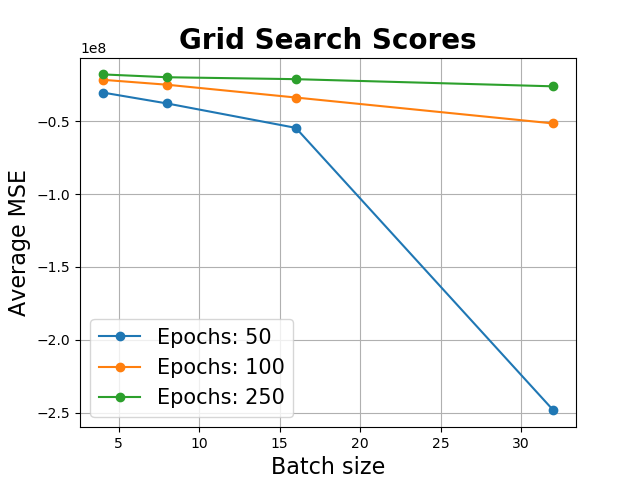 Grid Search Scores
1e8
−0.5
−1.0
−1.5
−2.0
−2.5
Average MSE
Epochs: 50
Epochs: 100
Epochs: 250
5 10 15 20 25 30
Batch size